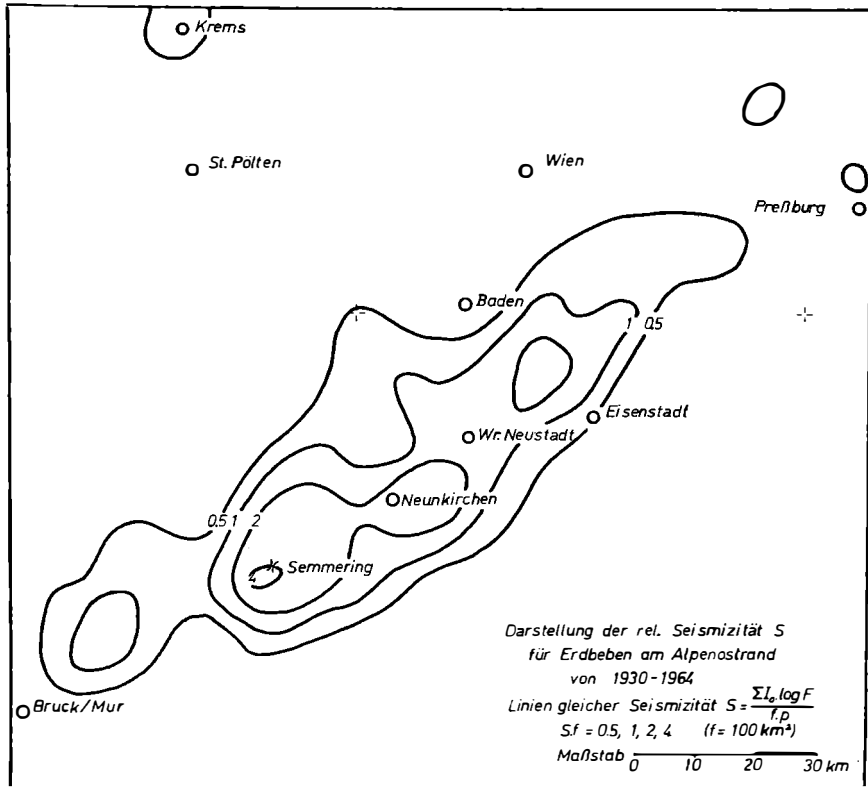 Krems
St. Pölten
Wien
Preßburg
Baden
1 0.5
Eisenstadt
Wr. Neustadt
Neunkirchen
0.5 1 2
Semmering
4
Bruck/Mur
Darstellung der rel. Seismizität S
für Erdbeben am Alpenostrand
von 1930-1964
Linien gleicher Seismizität S = ΣI₀.log F / f.p
S.f = 0.5, 1, 2, 4 (f = 100 km²)
Maßstab 0 10 20 30 km